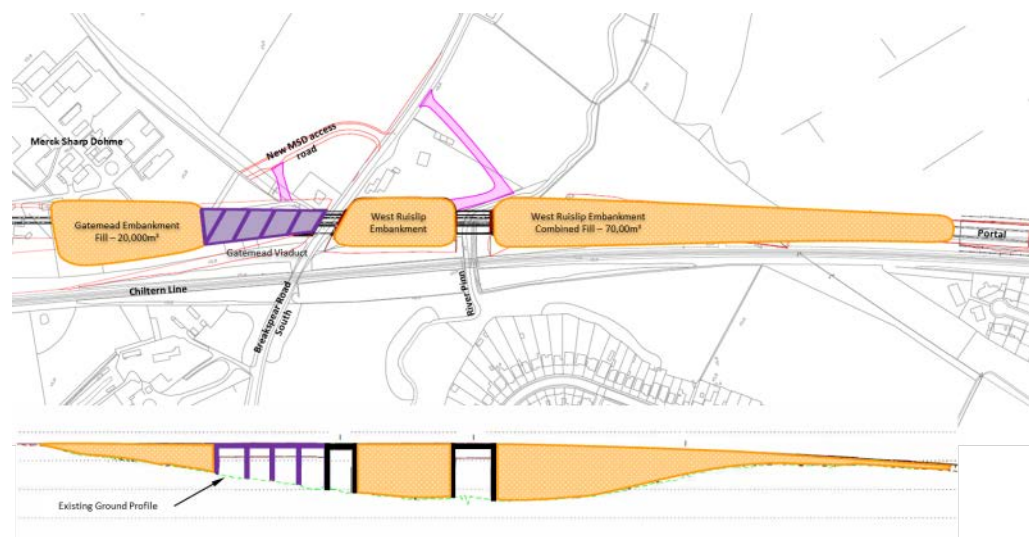 Merck Sharp Dohme
New MSD access
road
Gatemead Embankment
Fill – 20,000m³
West Ruislip
Embankment
West Ruislip Embankment
Combined Fill – 70,00m³
Portal
Gatemead Viaduct
Chiltern Line
Breakspear Road
South
River Pinn
Existing Ground Profile